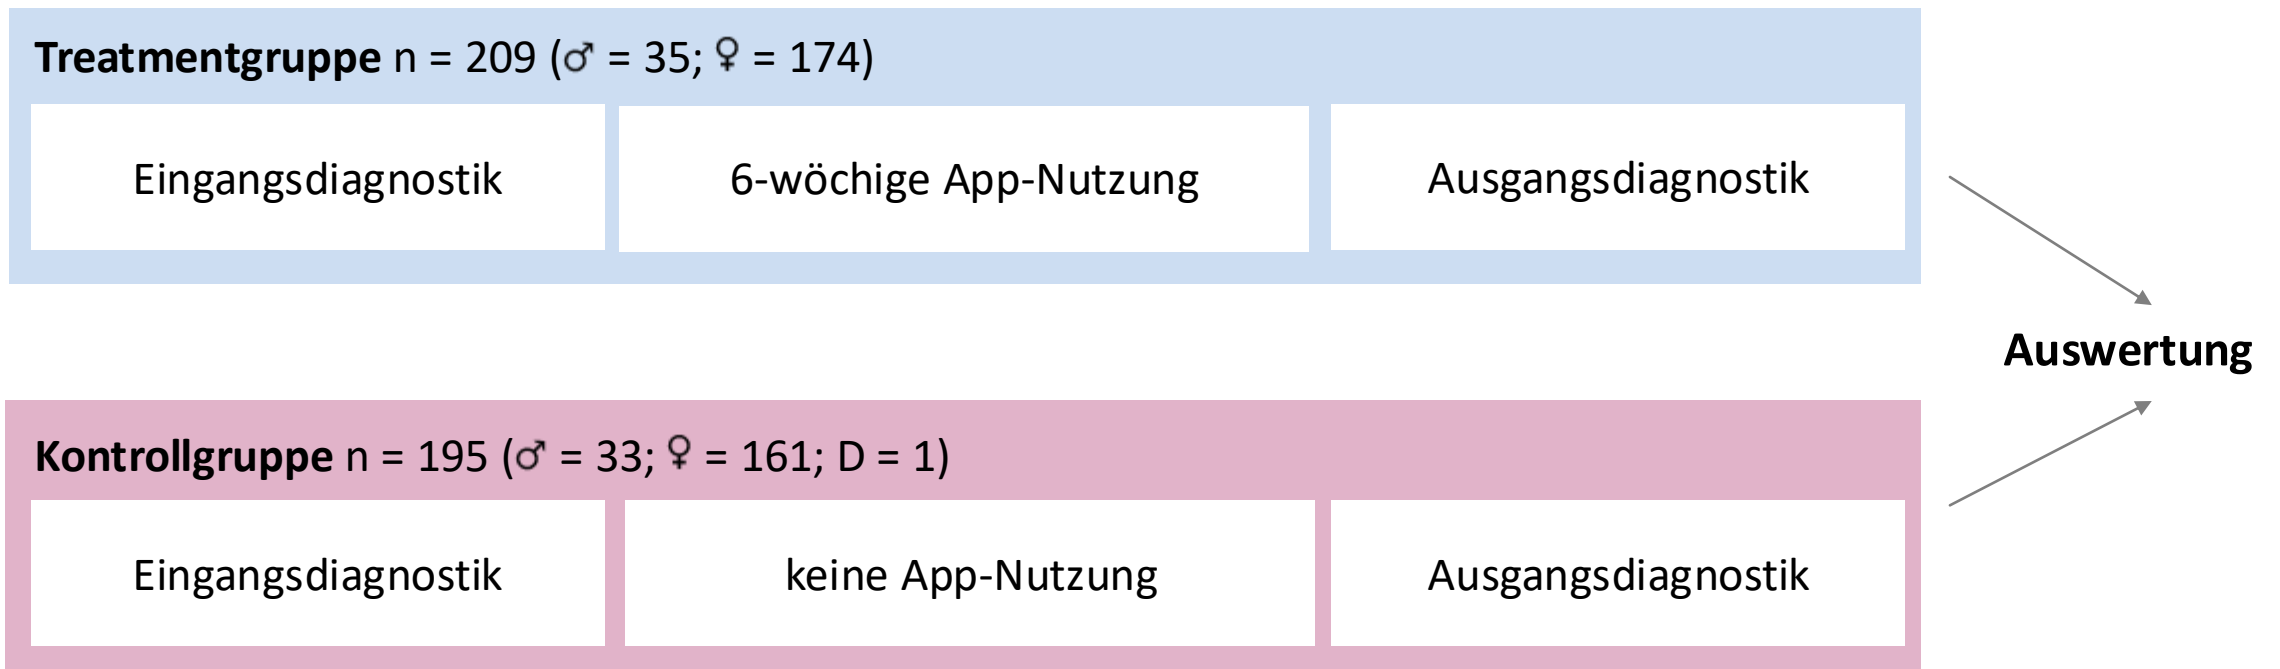 Treatmentgruppe n = 209 (♂ = 35; ♀ = 174)
Eingangsdiagnostik
6-wöchige App-Nutzung
Ausgangsdiagnostik
Auswertung
Kontrollgruppe n = 195 (♂ = 33; ♀ = 161; D = 1)
Eingangsdiagnostik
keine App-Nutzung
Ausgangsdiagnostik